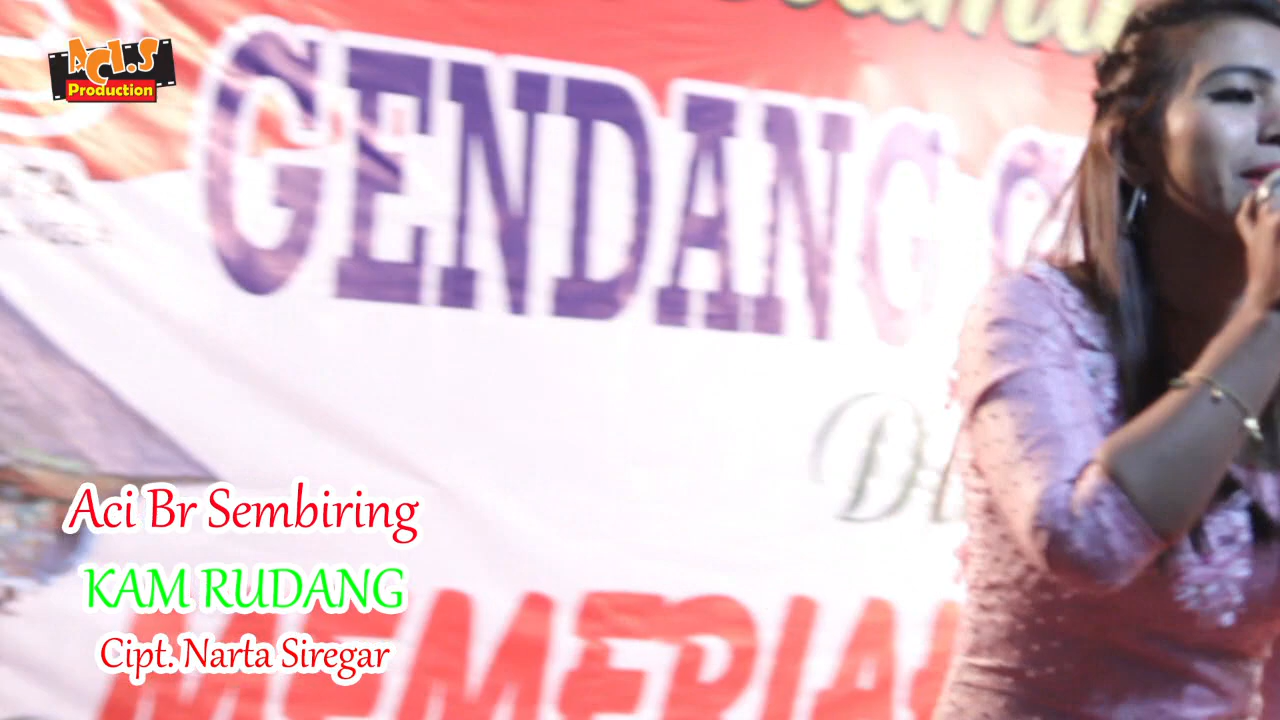 ACI.S
Production
GENDANG
Aci Br Sembiring
KAM RUDANG
Cipt. Narta Siregar